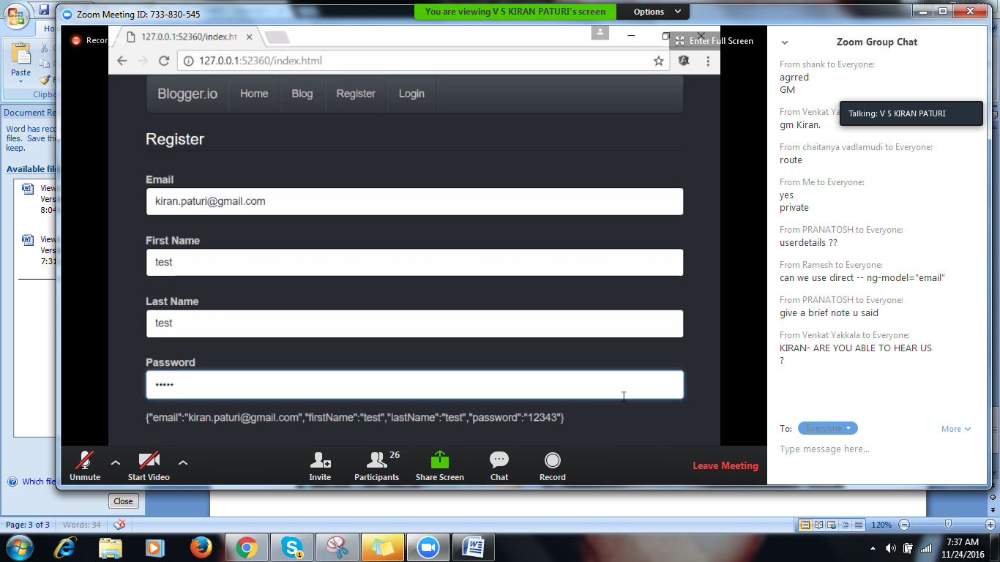 Zoom Meeting ID: 733-830-545
You are viewing V S KIRAN PATURI's screen
Options
Paste
Document Re
Word has reco
files. Save the
keep.
Available file
View
Vers
8:04
View
Vers
7:31
Which file
Close
Recor
127.0.0.1:52360/index.ht
Enter Full Screen
127.0.0.1:52360/index.html
Blogger.io
Home
Blog
Register
Login
Register
Email
kiran.paturi@gmail.com
First Name
test
Last Name
test
Password
•••••
{"email":"kiran.paturi@gmail.com","firstName":"test","lastName":"test","password":"12343"}
Unmute
Start Video
Invite
26
Participants
Share Screen
Chat
Record
Leave Meeting
Zoom Group Chat
From shank to Everyone:
agrred
GM
From Venkat Ya
Talking: V S KIRAN PATURI
gm Kiran.
From chaitanya vadlamudi to Everyone:
route
From Me to Everyone:
yes
private
From PRANATOSH to Everyone:
userdetails ??
From Ramesh to Everyone:
can we use direct -- ng-model="email"
From PRANATOSH to Everyone:
give a brief note u said
From Venkat Yakkala to Everyone:
KIRAN- ARE YOU ABLE TO HEAR US
?
To: Everyone
More
Type message here...
Page: 3 of 3
Words: 34
120%
7:37 AM
11/24/2016